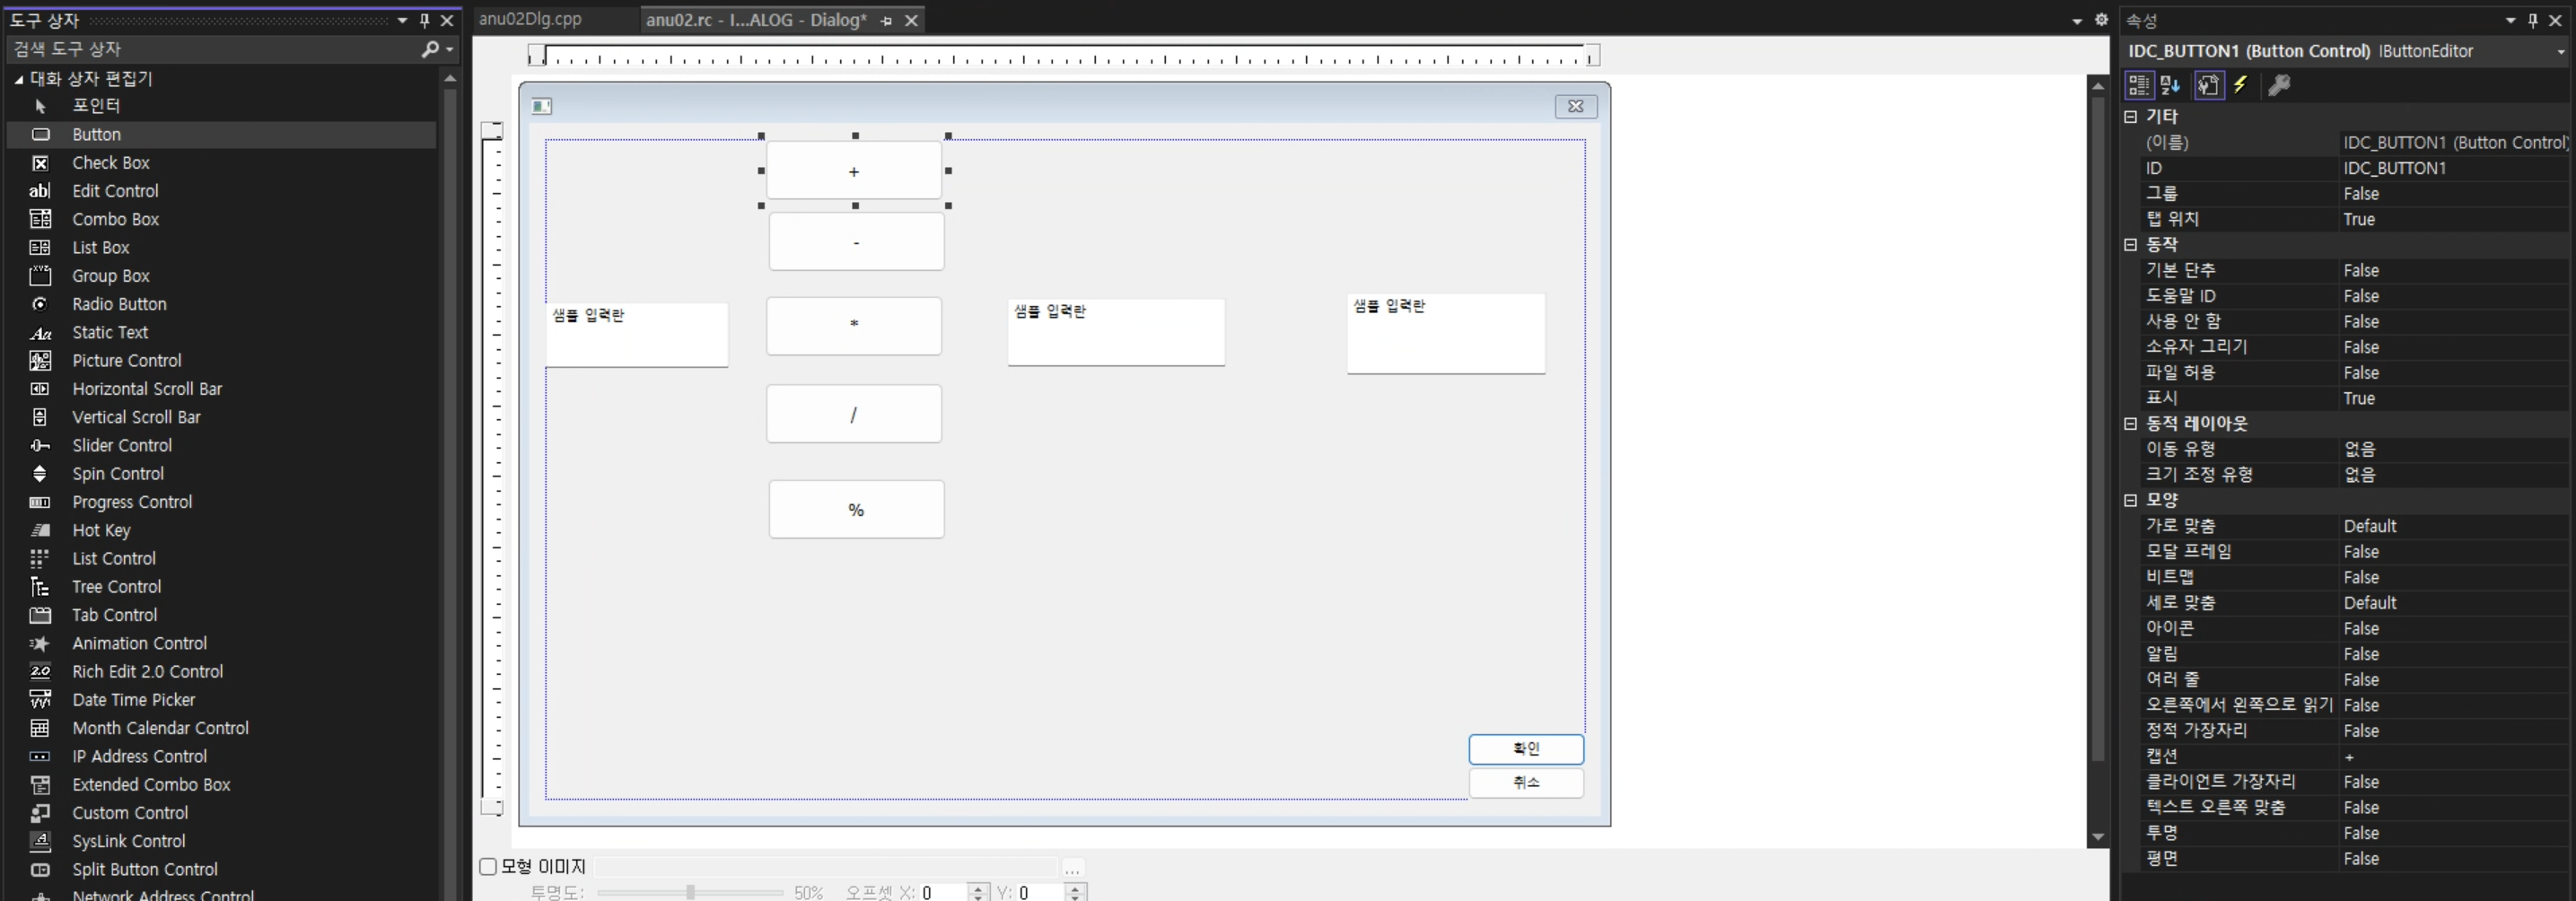 도구 상자
검색 도구 상자
대화 상자 편집기
포인터
Button
Check Box
ab| Edit Control
Combo Box
List Box
XYZ Group Box
Radio Button
Aa Static Text
Picture Control
Horizontal Scroll Bar
Vertical Scroll Bar
Slider Control
Spin Control
Progress Control
Hot Key
List Control
Tree Control
Tab Control
Animation Control
2.0 Rich Edit 2.0 Control
Date Time Picker
Month Calendar Control
IP Address Control
Extended Combo Box
Custom Control
SysLink Control
Split Button Control
Network Address Control
anu02Dlg.cpp
anu02.rc - I...ALOG - Dialog*
+
-
샘플 입력란
*
샘플 입력란
샘플 입력란
/
%
확인
취소
모형 이미지
...
투명도: 50% 오프셋 X: 0 Y: 0
속성
IDC_BUTTON1 (Button Control) IButtonEditor
기타
(이름) IDC_BUTTON1 (Button Control)
ID IDC_BUTTON1
그룹 False
탭 위치 True
동작
기본 단추 False
도움말 ID False
사용 안 함 False
소유자 그리기 False
파일 허용 False
표시 True
동적 레이아웃
이동 유형 없음
크기 조정 유형 없음
모양
가로 맞춤 Default
모달 프레임 False
비트맵 False
세로 맞춤 Default
아이콘 False
알림 False
여러 줄 False
오른쪽에서 왼쪽으로 읽기 False
정적 가장자리 False
캡션 +
클라이언트 가장자리 False
텍스트 오른쪽 맞춤 False
투명 False
평면 False